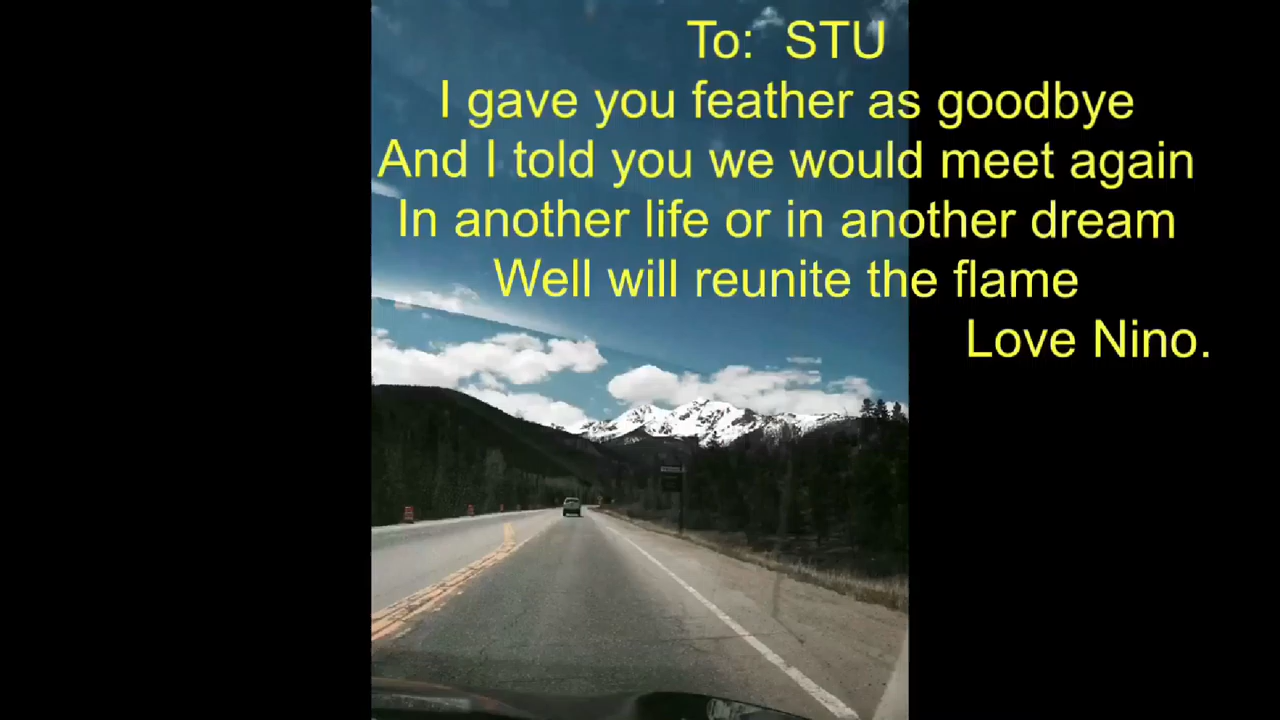 To:  STU
I gave you feather as goodbye
And I told you we would meet again
In another life or in another dream
Well will reunite the flame
Love Nino.